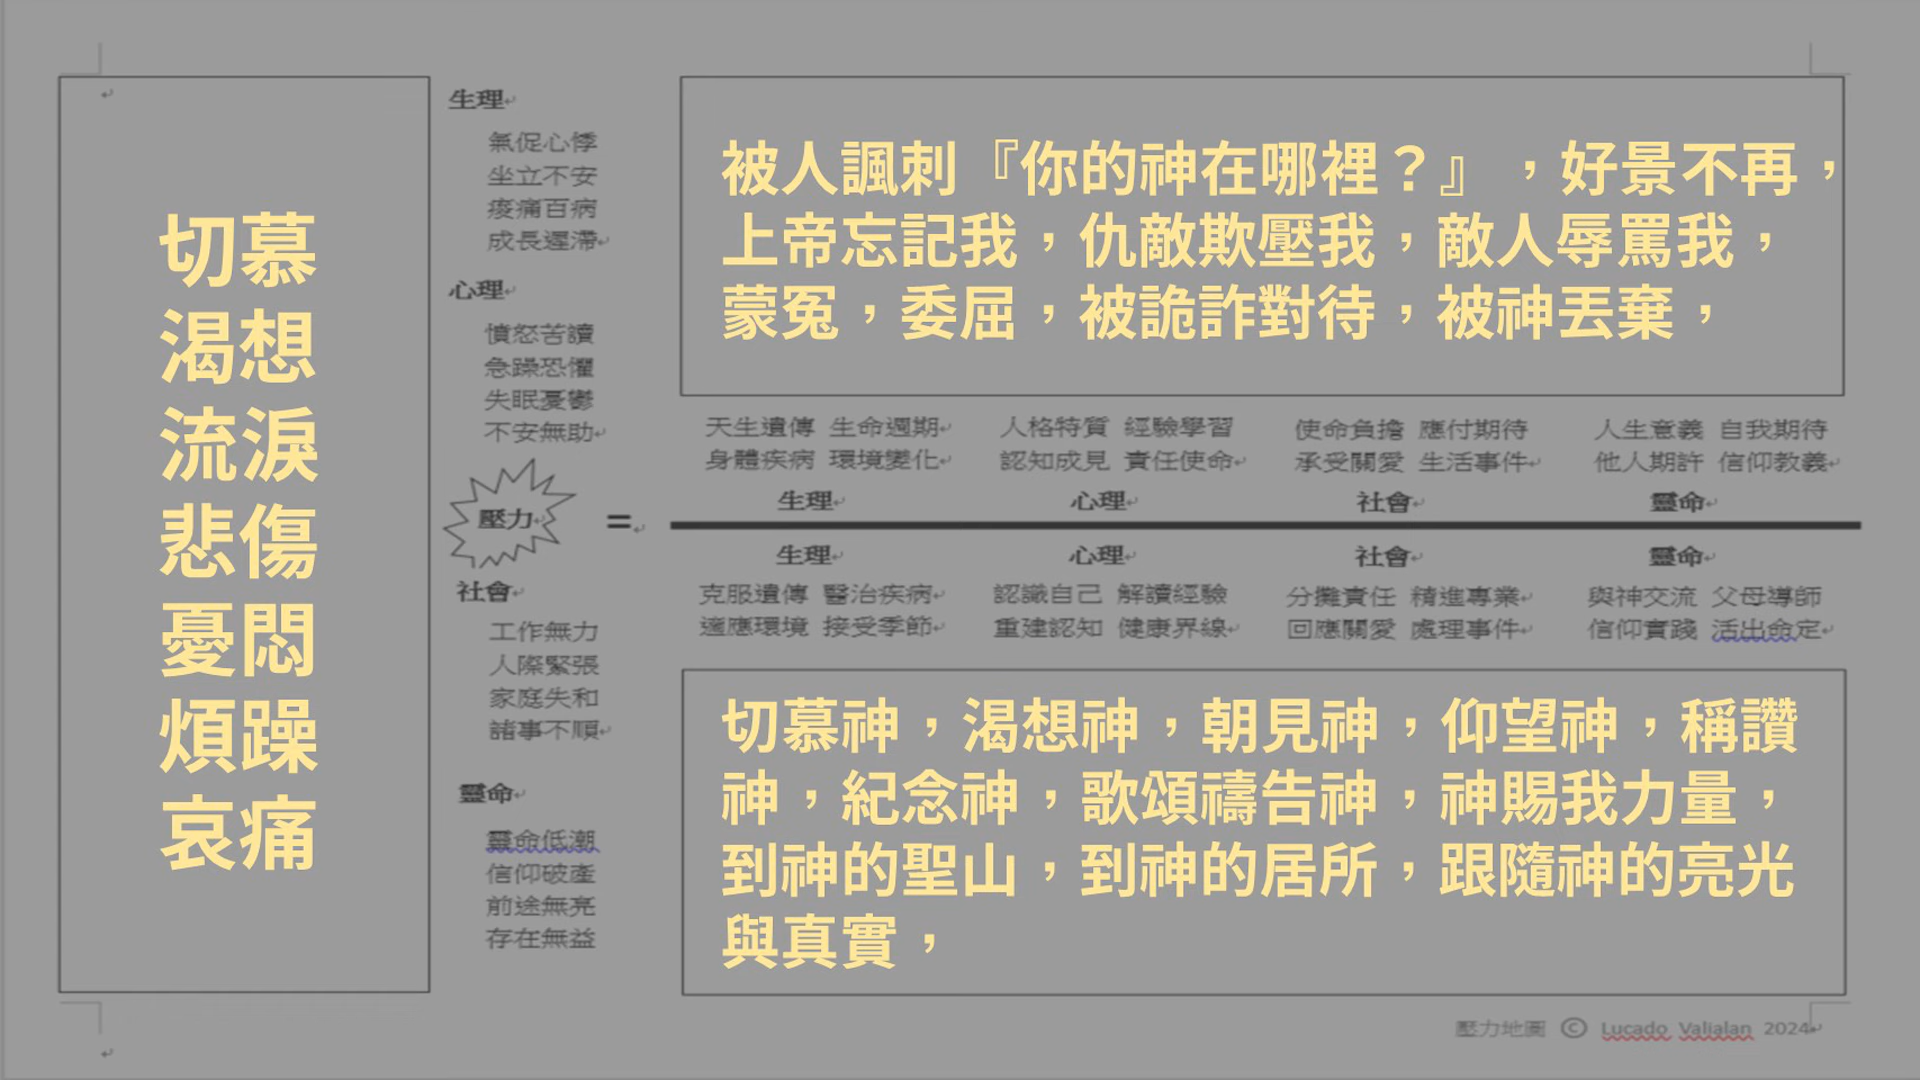 切慕
渴想
流淚
悲傷
憂悶
煩躁
哀痛
生理
氣促心悸
坐立不安
痠痛百病
成長遲滯
心理
憤怒苦讀
急躁恐懼
失眠憂鬱
不安無助
壓力
=
社會
工作無力
人際緊張
家庭失和
諸事不順
靈命
靈命低潮
信仰破產
前途無亮
存在無益
被人諷刺『你的神在哪裡？』，好景不再，
上帝忘記我，仇敵欺壓我，敵人辱罵我，
蒙冤，委屈，被詭詐對待，被神丟棄，
天生遺傳 生命週期 人格特質 經驗學習 使命負擔 應付期待 人生意義 自我期待
身體疾病 環境變化 認知成見 責任使命 承受關愛 生活事件 他人期許 信仰教義
生理 心理 社會 靈命
生理 心理 社會 靈命
克服遺傳 醫治疾病 認識自己 解讀經驗 分攤責任 精進專業 與神交流 父母導師
適應環境 接受季節 重建認知 健康界線 回應關愛 處理事件 信仰實踐 活出命定
切慕神，渴想神，朝見神，仰望神，稱讚
神，紀念神，歌頌禱告神，神賜我力量，
到神的聖山，到神的居所，跟隨神的亮光
與真實，
壓力地圖 © Lucado Valjalan 2024